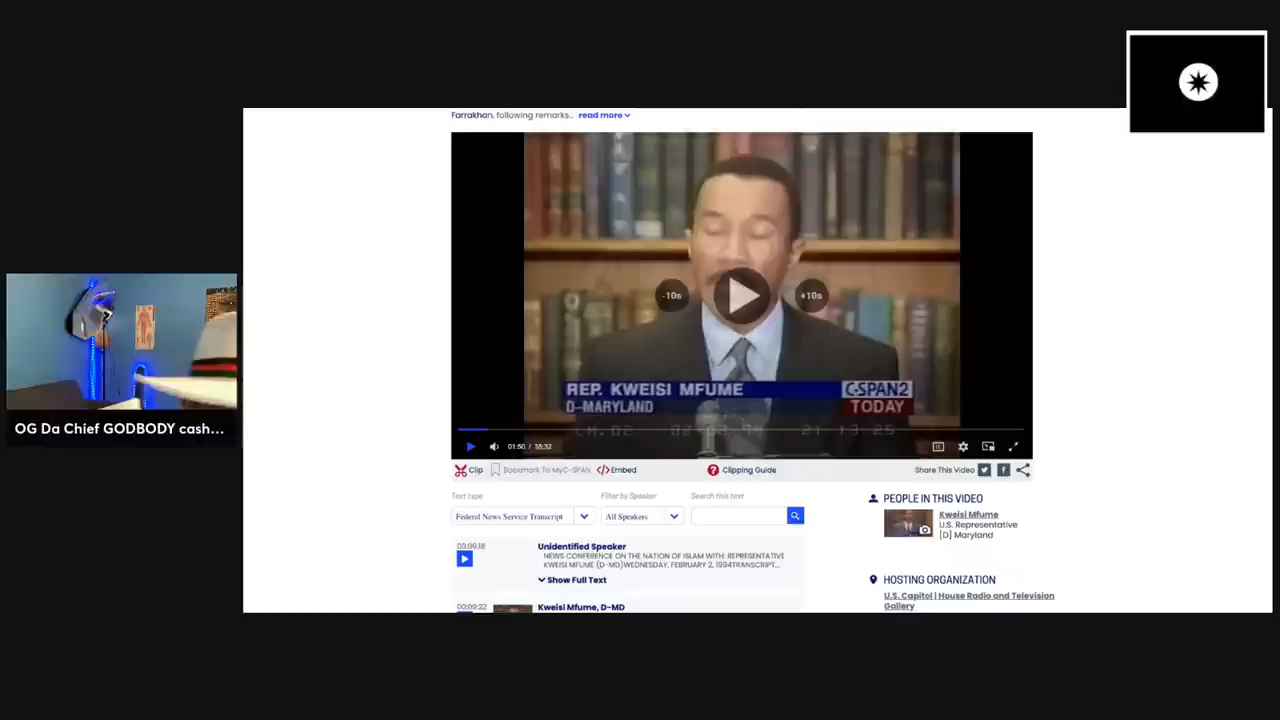 Farrakhan, following remarks… read more
-10s
+10s
REP. KWEISI MFUME
D-MARYLAND
C-SPAN2
TODAY
01:50 / 35:32
Clip
Bookmark To MyC-SPAN
Embed
Clipping Guide
Share This Video
OG Da Chief GODBODY cash...
Text type
Filter by Speaker
Search this text
Federal News Service Transcript
All Speakers
00:09:18
Unidentified Speaker
NEWS CONFERENCE ON THE NATION OF ISLAM WITH: REPRESENTATIVE
KWEISI MFUME (D-MD)WEDNESDAY, FEBRUARY 2, 1994TRANSCRIPT...
Show Full Text
00:09:22
Kweisi Mfume, D-MD
PEOPLE IN THIS VIDEO
Kweisi Mfume
U.S. Representative
[D] Maryland
HOSTING ORGANIZATION
U.S. Capitol | House Radio and Television
Gallery